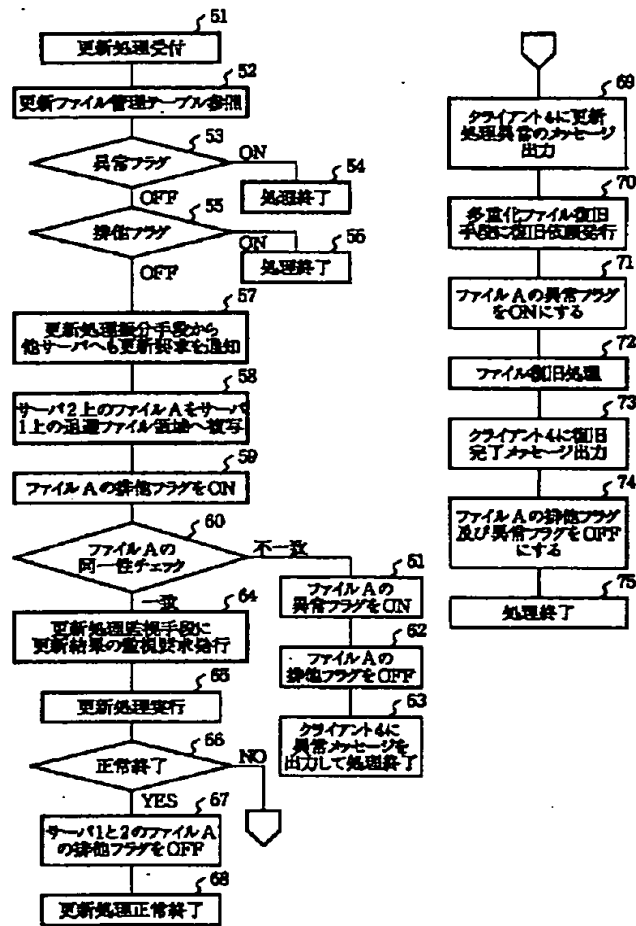 51
更新処理受付
52
更新ファイル管理テーブル参照
53
異常フラグ
ON
54
処理終了
OFF
55
排他フラグ
ON
56
処理終了
OFF
57
更新処理振分手段から
他サーバへも更新要求を通知
58
サーバ2上のファイルAをサーバ
1上の退避ファイル領域へ複写
59
ファイルAの排他フラグをON
60
ファイルAの
同一性チェック
不一致
61
ファイルAの
異常フラグをON
62
ファイルAの
排他フラグをOFF
63
クライアント4に
異常メッセージを
出力して処理終了
一致
64
更新処理監視手段に
更新結果の監視要求発行
65
更新処理実行
66
正常終了
NO
YES
67
サーバ1と2のファイルA
の排他フラグをOFF
68
更新処理正常終了
69
クライアント4に更新
処理異常のメッセージ
出力
70
多重化ファイル復旧
手段に復旧依頼発行
71
ファイルAの異常フラグ
をONにする
72
ファイル復旧処理
73
クライアント4に復旧
完了メッセージ出力
74
ファイルAの排他フラグ
及び異常フラグをOFF
にする
75
処理終了